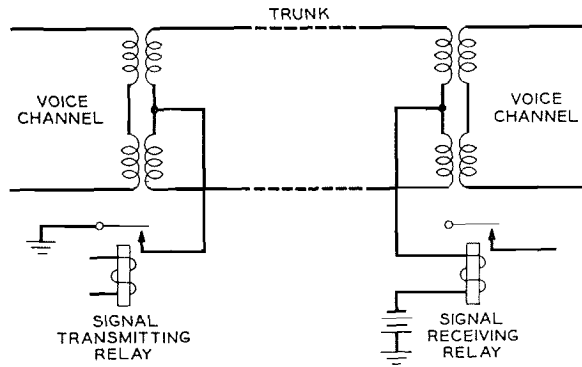 TRUNK
VOICE
CHANNEL
VOICE
CHANNEL
SIGNAL
TRANSMITTING
RELAY
SIGNAL
RECEIVING
RELAY